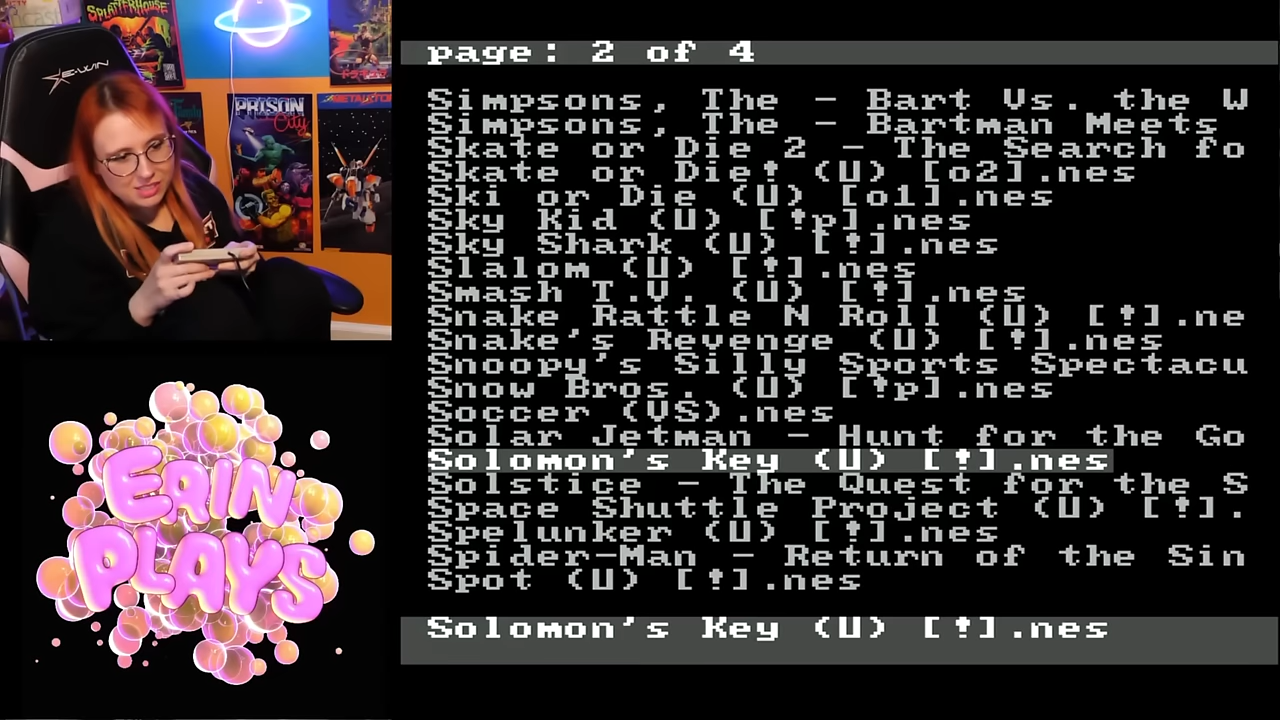 SPLATTERHOUSE
E-WIN
PRISON
City
page: 2 of 4
Simpsons, The - Bart Vs. the W
Simpsons, The - Bartman Meets
Skate or Die 2 - The Search fo
Skate or Die! (U) [o2].nes
Ski or Die (U) [o1].nes
Sky Kid (U) [!p].nes
Sky Shark (U) [!].nes
Slalom (U) [!].nes
Smash T.V. (U) [!].nes
Snake Rattle N Roll (U) [!].ne
Snake's Revenge (U) [!].nes
Snoopy's Silly Sports Spectacu
Snow Bros. (U) [!p].nes
Soccer (VS).nes
Solar Jetman - Hunt for the Go
Solomon's Key (U) [!].nes
Solstice - The Quest for the S
Space Shuttle Project (U) [!].
Spelunker (U) [!].nes
Spider-Man - Return of the Sin
Spot (U) [!].nes
Solomon's Key (U) [!].nes
ERIN
PLAYS